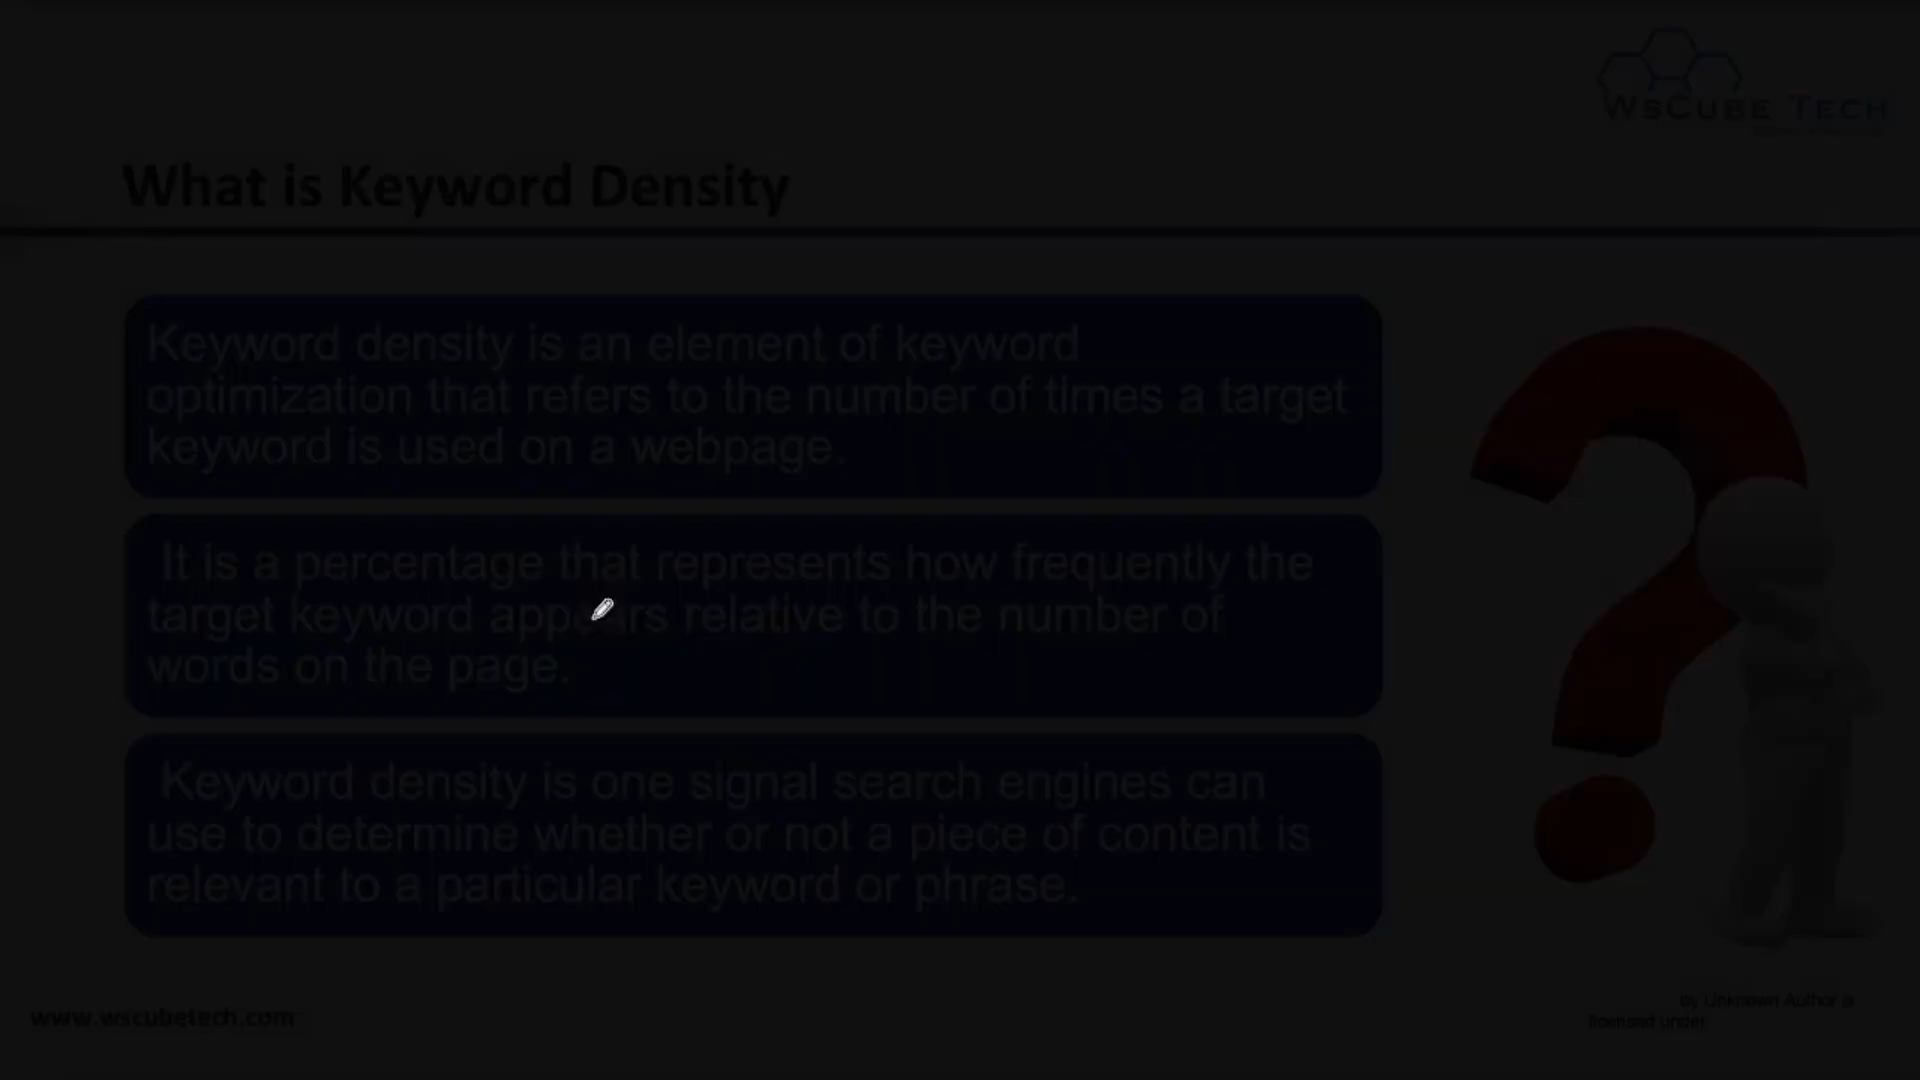 WsCube Tech
What is Keyword Density
Keyword density is an element of keyword
optimization that refers to the number of times a target
keyword is used on a webpage.
It is a percentage that represents how frequently the
target keyword appears relative to the number of
words on the page.
Keyword density is one signal search engines can
use to determine whether or not a piece of content is
relevant to a particular keyword or phrase.
www.wscubetech.com
by Unknown Author is
licensed under